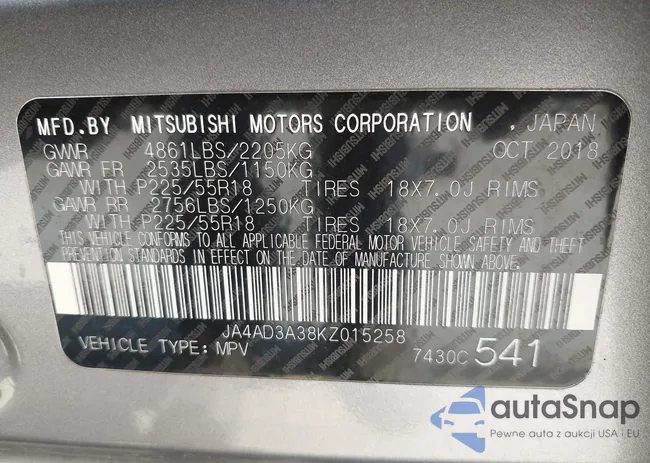 MFD.BY MITSUBISHI MOTORS CORPORATION , JAPAN
GVWR 4861LBS/2205KG OCT 2018
GAWR FR 2535LBS/1150KG
WITH P225/55R18 TIRES 18X7.0J RIMS
GAWR RR 2756LBS/1250KG
WITH P225/55R18 TIRES 18X7.0J RIMS
THIS VEHICLE CONFORMS TO ALL APPLICABLE FEDERAL MOTOR VEHICLE SAFETY AND THEFT
PREVENTION STANDARDS IN EFFECT ON THE DATE OF MANUFACTURE SHOWN ABOVE.
JA4AD3A38KZ015258
VEHICLE TYPE: MPV 7430C 541
autoSnap
Pewne auta z aukcji USA i EU